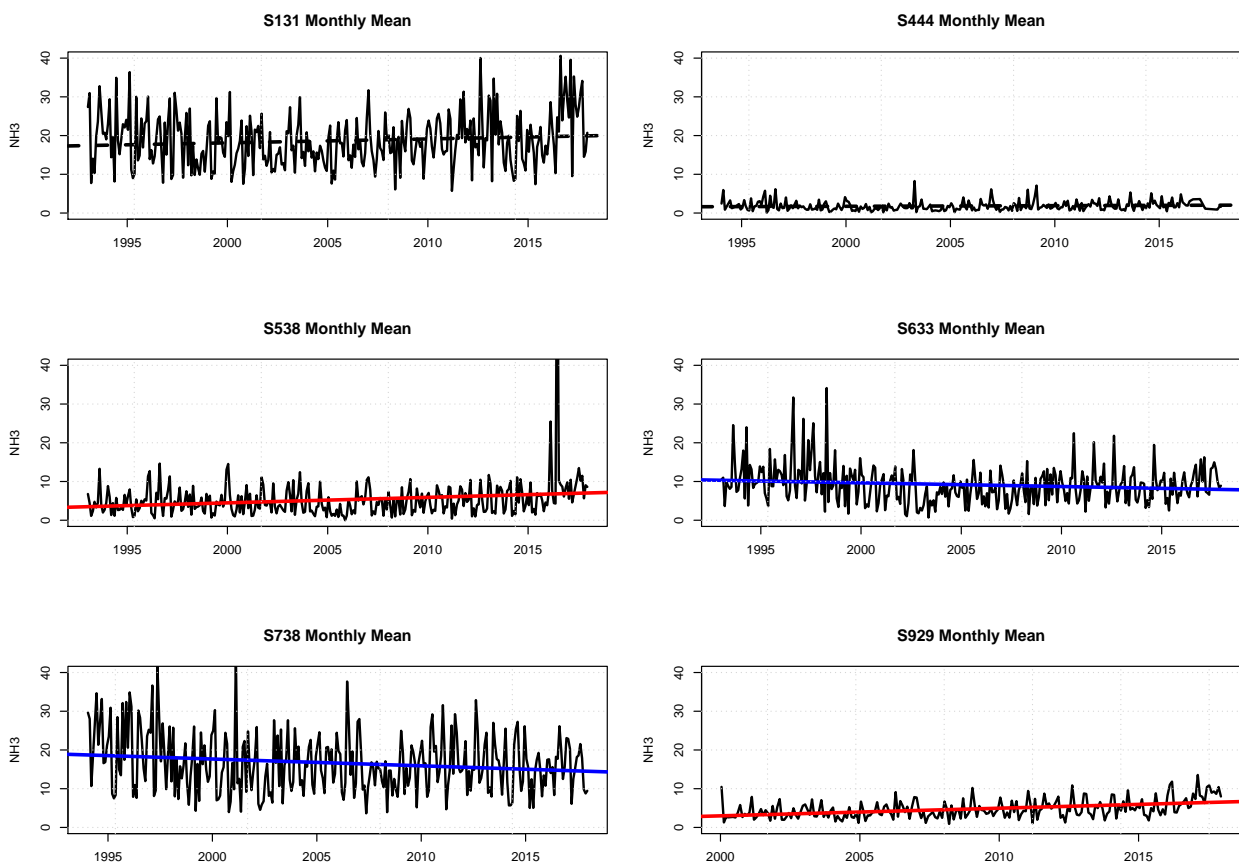 S131 Monthly Mean
NH3
0 10 20 30 40
1995 2000 2005 2010 2015
S444 Monthly Mean
NH3
0 10 20 30 40
1995 2000 2005 2010 2015
S538 Monthly Mean
NH3
0 10 20 30 40
1995 2000 2005 2010 2015
S633 Monthly Mean
NH3
0 10 20 30 40
1995 2000 2005 2010 2015
S738 Monthly Mean
NH3
0 10 20 30 40
1995 2000 2005 2010 2015
S929 Monthly Mean
NH3
0 10 20 30 40
2000 2005 2010 2015